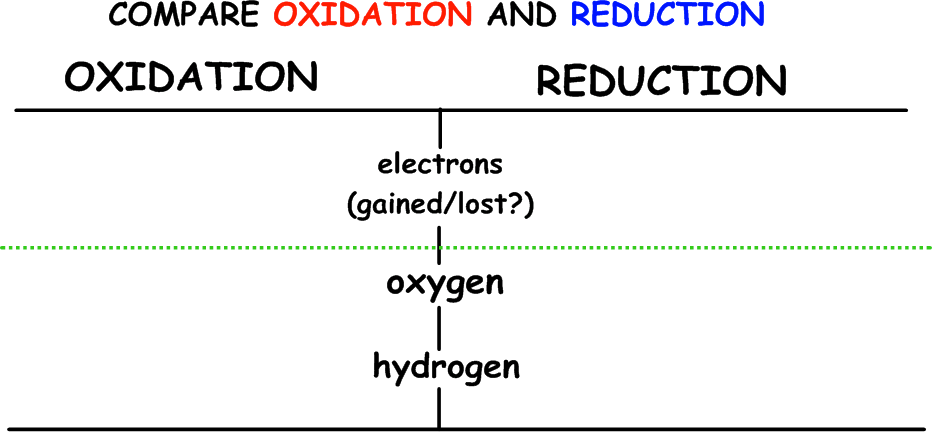 COMPARE OXIDATION AND REDUCTION
OXIDATION
REDUCTION
electrons
(gained/lost?)
oxygen
hydrogen